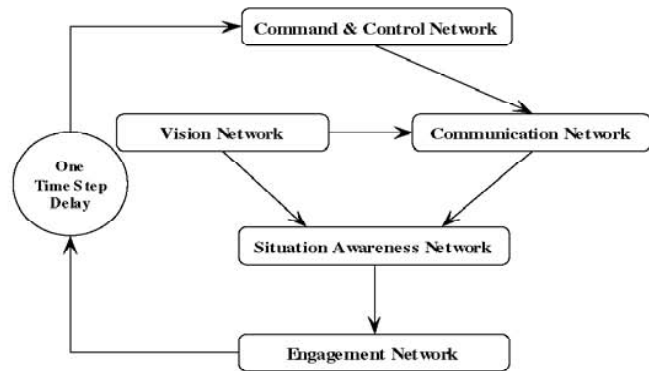 Command & Control Network
Vision Network
Communication Network
One
Time Step
Delay
Situation Awareness Network
Engagement Network